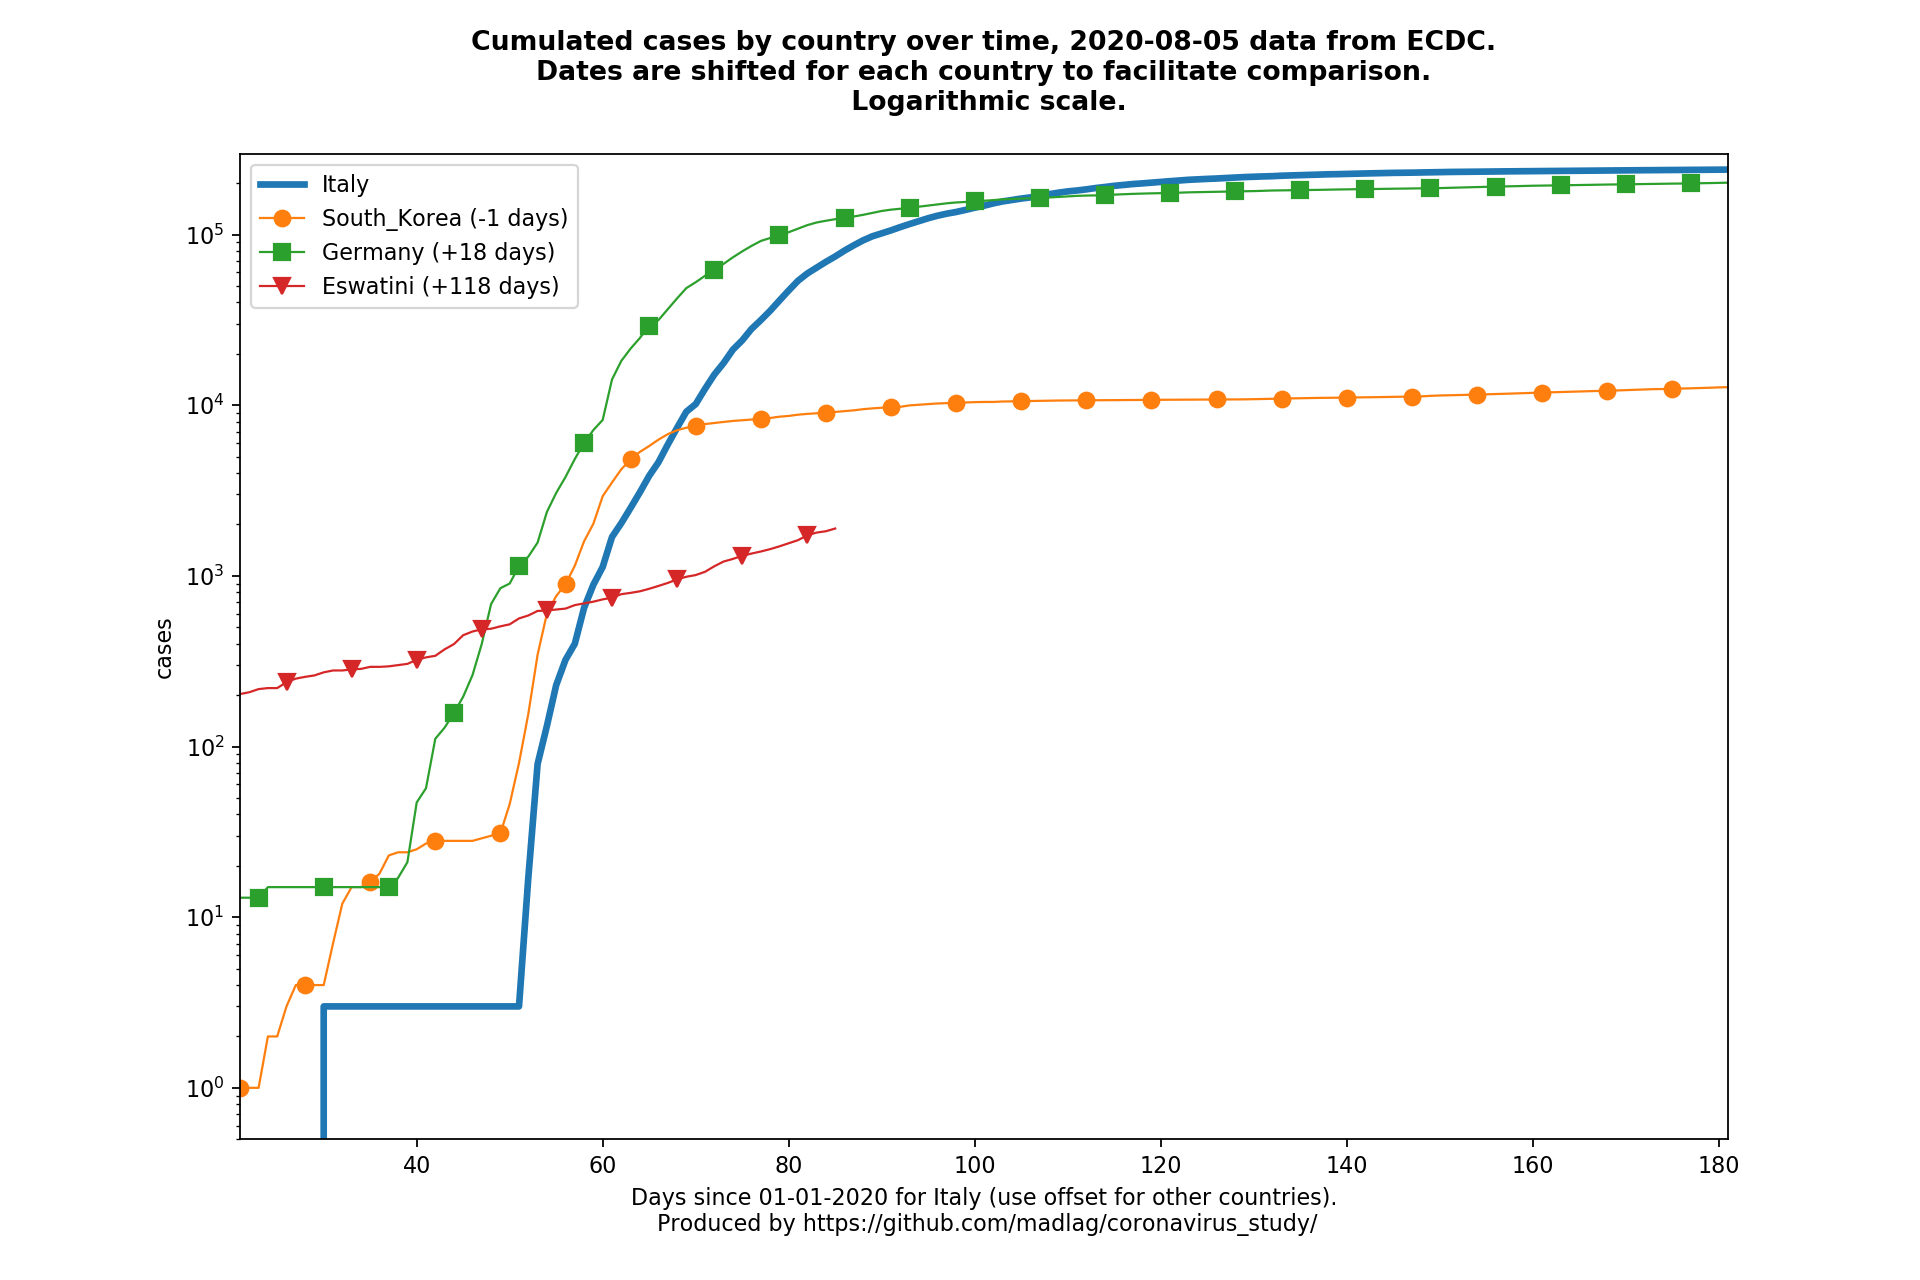 Cumulated cases by country over time, 2020-08-05 data from ECDC.
Dates are shifted for each country to facilitate comparison.
Logarithmic scale.
Italy
South_Korea (-1 days)
Germany (+18 days)
Eswatini (+118 days)
cases
10^5
10^4
10^3
10^2
10^1
10^0
40 60 80 100 120 140 160 180
Days since 01-01-2020 for Italy (use offset for other countries).
Produced by https://github.com/madlag/coronavirus_study/